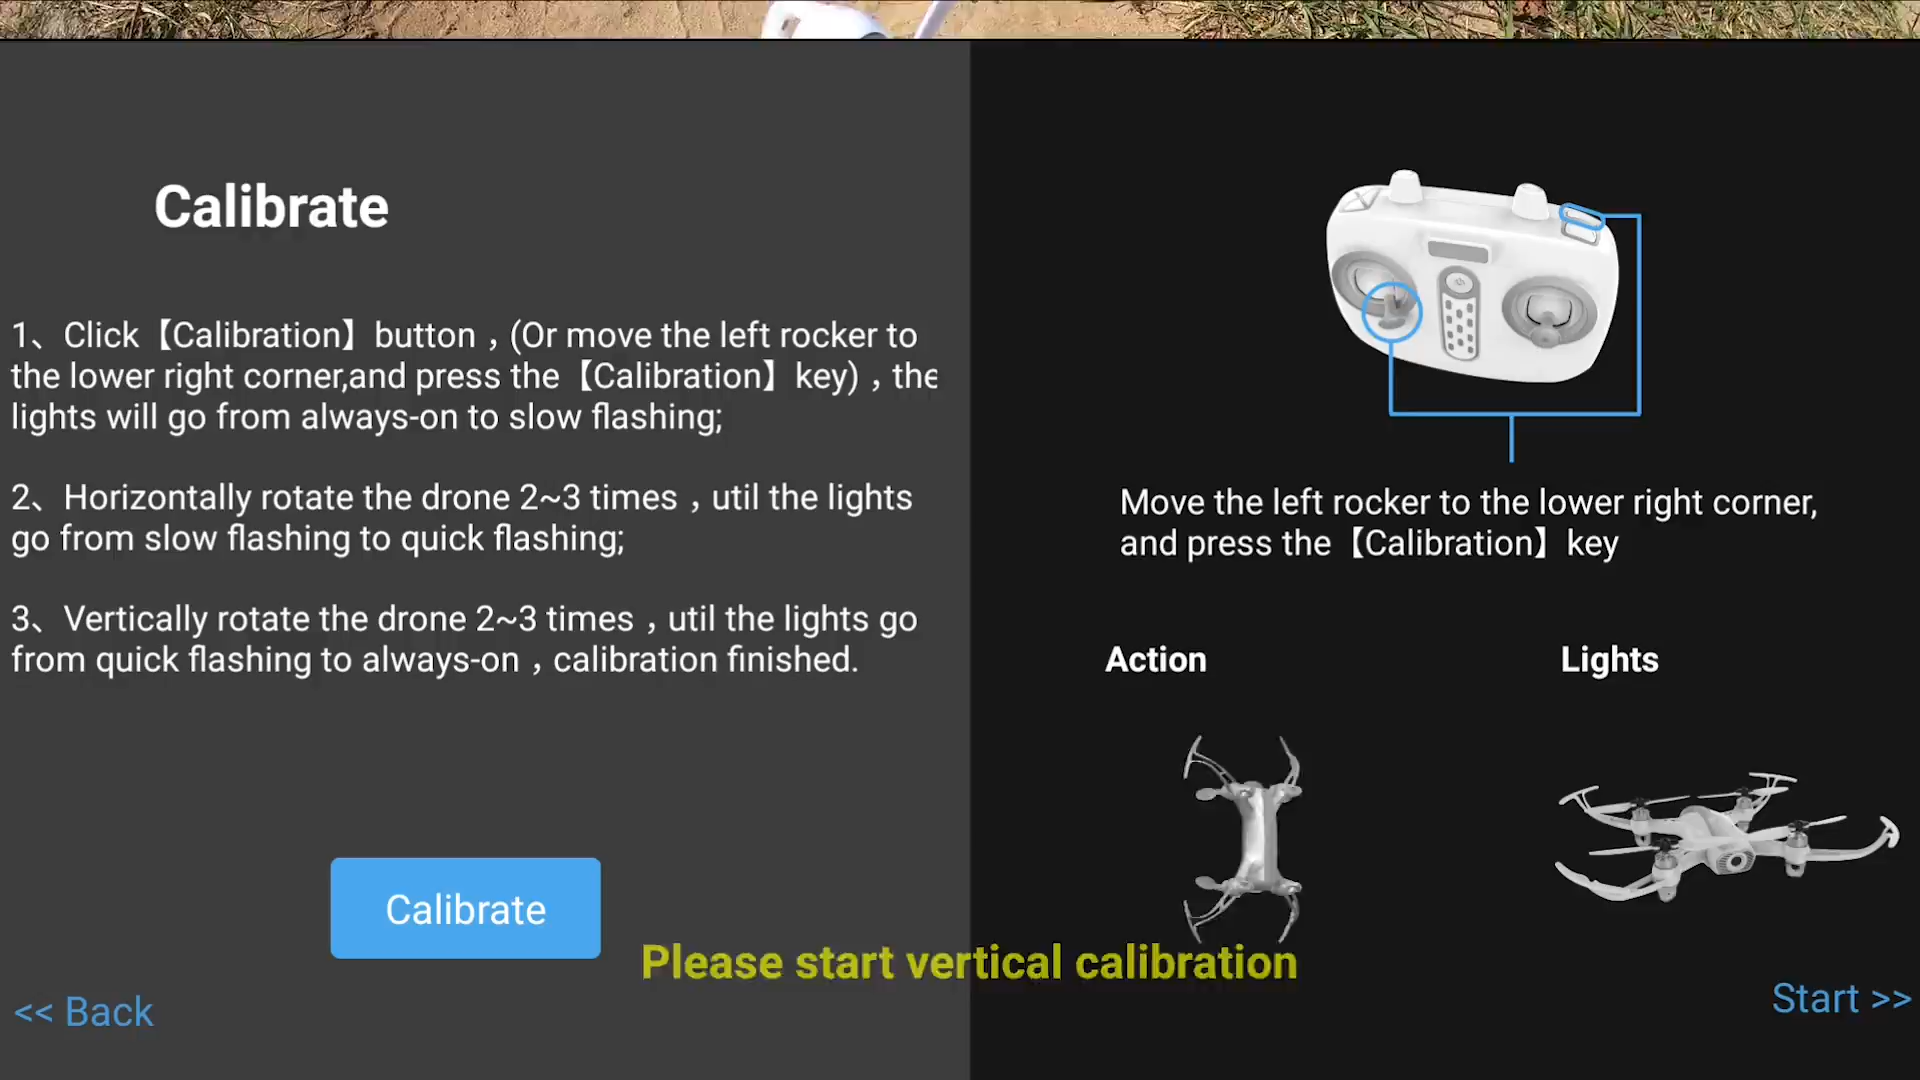 Calibrate
1、Click【Calibration】button，(Or move the left rocker to
the lower right corner,and press the【Calibration】key)，the
lights will go from always-on to slow flashing;
2、Horizontally rotate the drone 2~3 times，util the lights
go from slow flashing to quick flashing;
3、Vertically rotate the drone 2~3 times，util the lights go
from quick flashing to always-on，calibration finished.
Calibrate
<< Back
Move the left rocker to the lower right corner,
and press the【Calibration】key
Action
Lights
Please start vertical calibration
Start >>